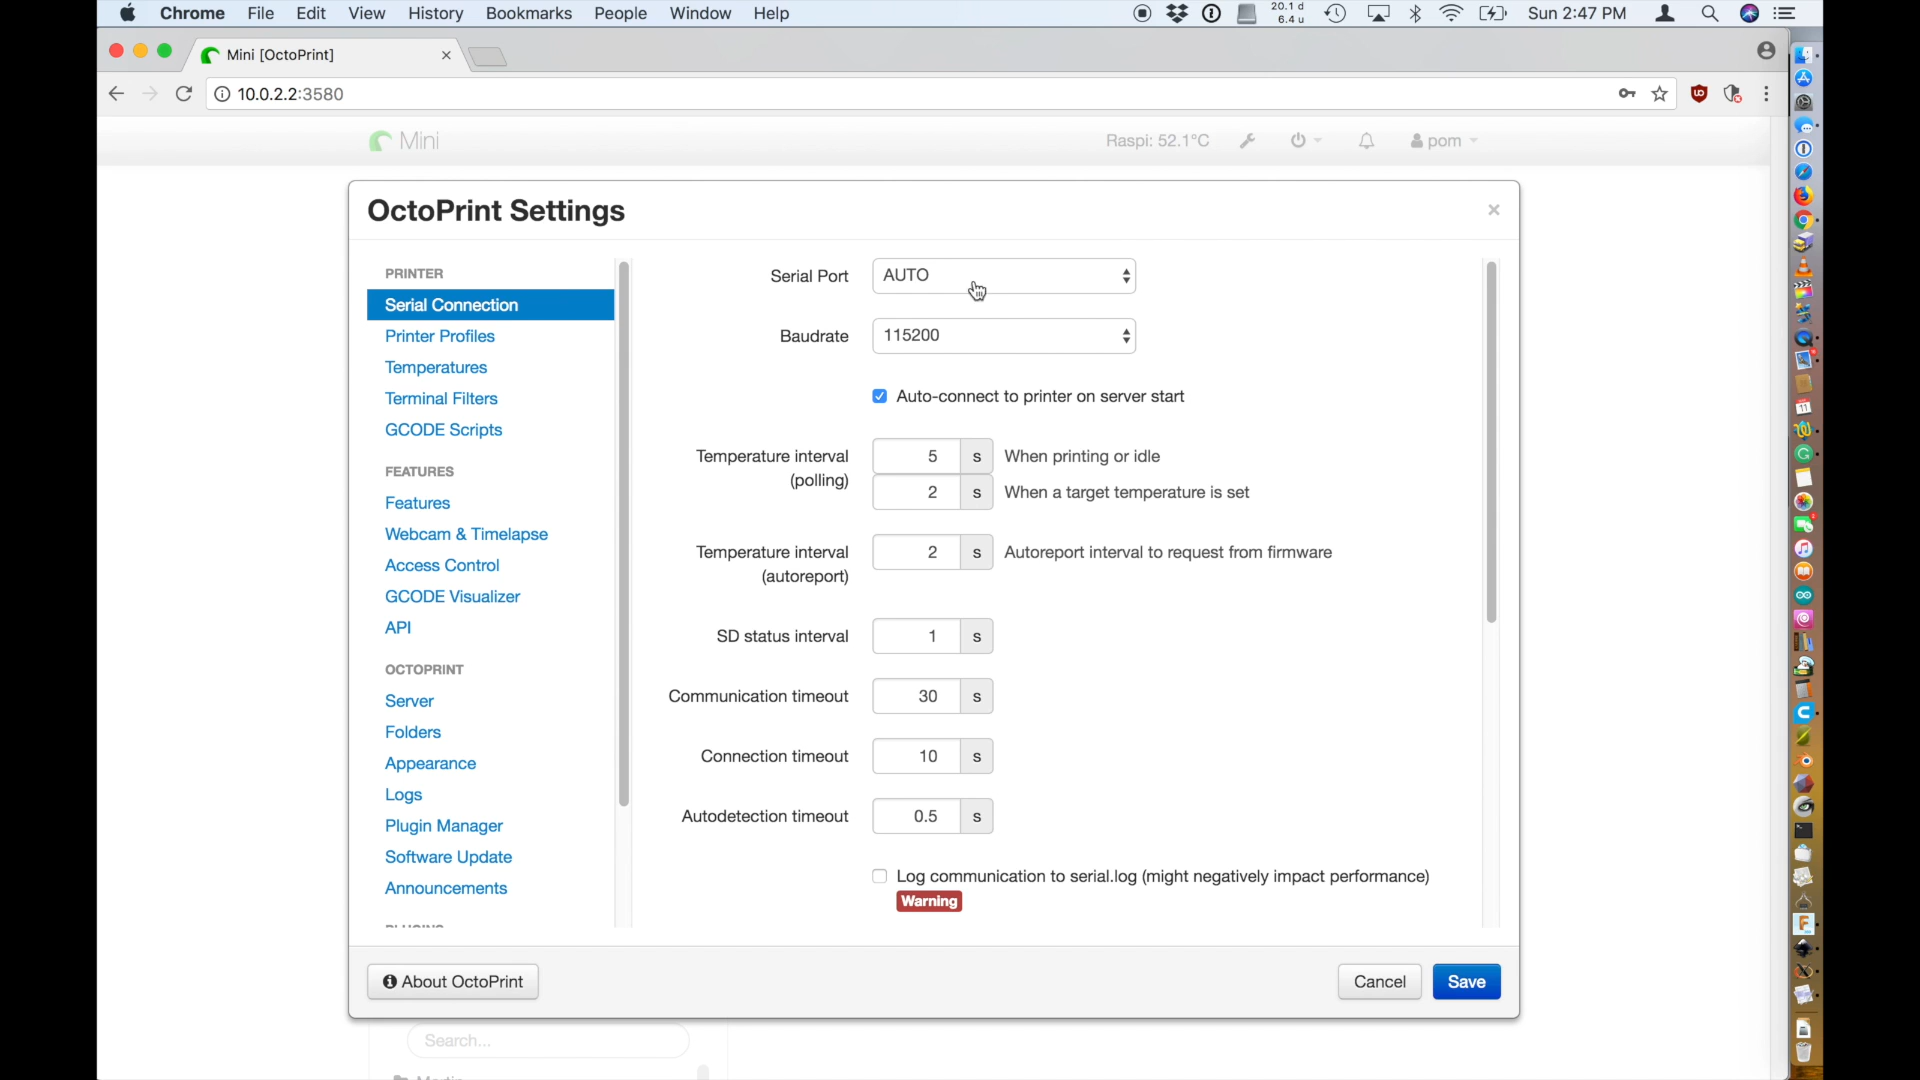 Chrome File Edit View History Bookmarks People Window Help
20.1 d
6.4 u
Sun 2:47 PM
Mini [OctoPrint]
10.0.2.2:3580
Mini
Raspi: 52.1°C
pom
OctoPrint Settings
×
PRINTER
Serial Connection
Printer Profiles
Temperatures
Terminal Filters
GCODE Scripts
FEATURES
Features
Webcam & Timelapse
Access Control
GCODE Visualizer
API
OCTOPRINT
Server
Folders
Appearance
Logs
Plugin Manager
Software Update
Announcements
Serial Port AUTO
Baudrate 115200
Auto-connect to printer on server start
Temperature interval (polling)
5 s When printing or idle
2 s When a target temperature is set
Temperature interval (autoreport)
2 s Autoreport interval to request from firmware
SD status interval 1 s
Communication timeout 30 s
Connection timeout 10 s
Autodetection timeout 0.5 s
Log communication to serial.log (might negatively impact performance)
Warning
About OctoPrint
Cancel
Save
Search...